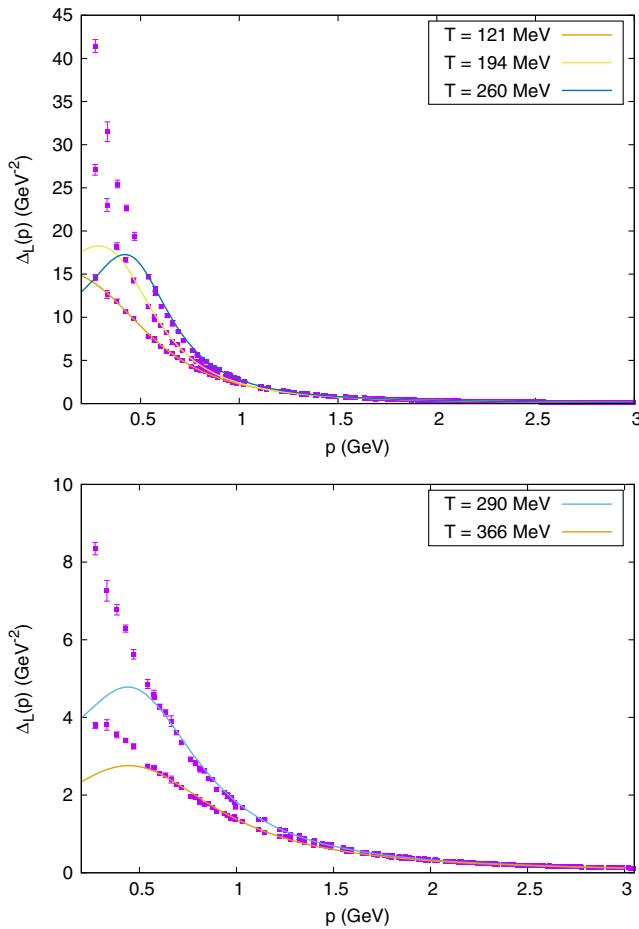 45
40
35
30
25
20
15
10
5
0
Δ_L(p) (GeV⁻²)
T = 121 MeV
T = 194 MeV
T = 260 MeV
0.5 1 1.5 2 2.5 3
p (GeV)
10
8
6
4
2
0
Δ_L(p) (GeV⁻²)
T = 290 MeV
T = 366 MeV
0.5 1 1.5 2 2.5 3
p (GeV)